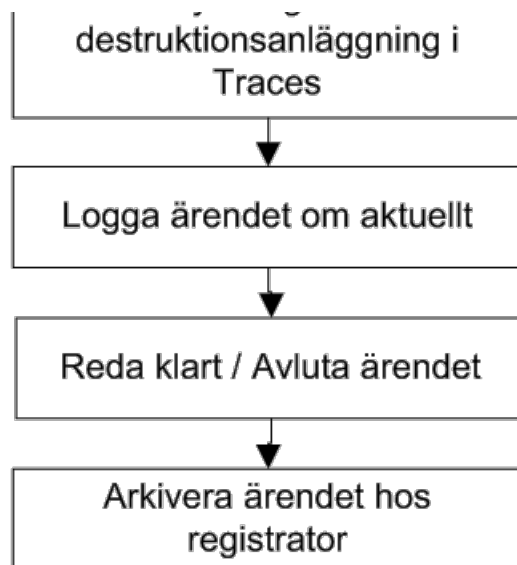 destruktionsanläggning i
Traces
Logga ärendet om aktuellt
Reda klart / Avluta ärendet
Arkivera ärendet hos
registrator